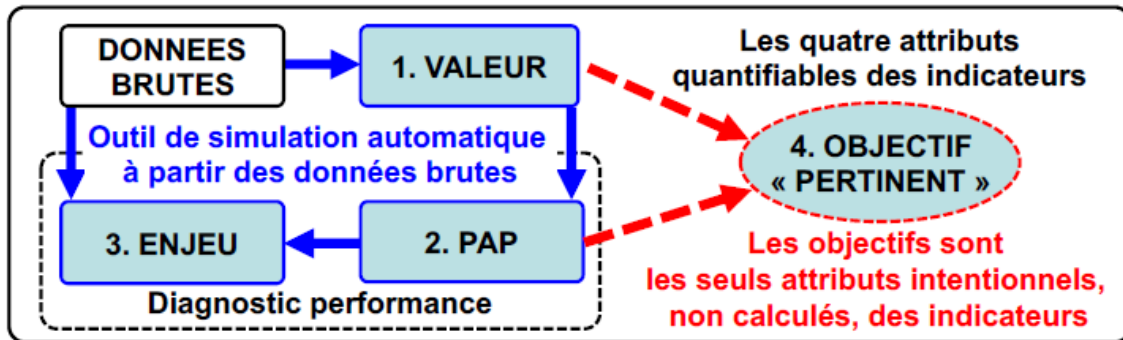 DONNEES
BRUTES
1. VALEUR
Les quatre attributs
quantifiables des indicateurs
Outil de simulation automatique
à partir des données brutes
4. OBJECTIF
« PERTINENT »
3. ENJEU
2. PAP
Diagnostic performance
Les objectifs sont
les seuls attributs intentionnels,
non calculés, des indicateurs